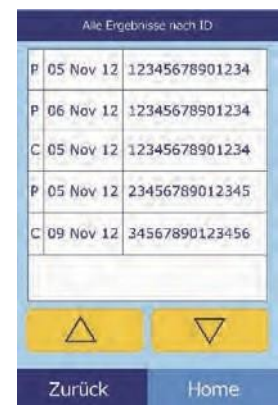 Alle Ergebnisse nach ID
P 05 Nov 12 12345678901234
P 06 Nov 12 12345678901234
C 05 Nov 12 12345678901234
P 05 Nov 12 23456789012345
C 09 Nov 12 34567890123456
Zurück Home